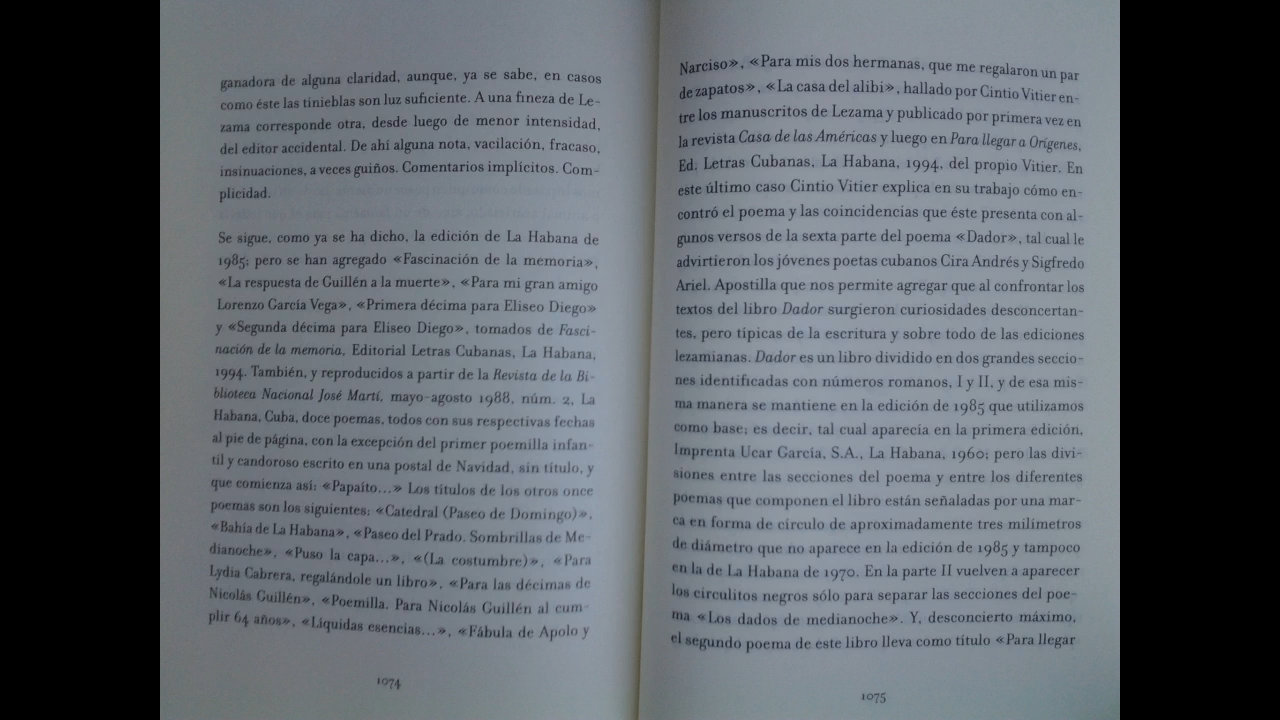 ganadora de alguna claridad, aunque, ya se sabe, en casos
como éste las tinieblas son luz suficiente. A una fineza de Le-
zama corresponde otra, desde luego de menor intensidad,
del editor accidental. De ahí alguna nota, vacilación, fracaso,
insinuaciones, a veces guiños. Comentarios implícitos. Com-
plicidad.
Se sigue, como ya se ha dicho, la edición de La Habana de
1985; pero se han agregado «Fascinación de la memoria»,
«La respuesta de Guillén a la muerte», «Para mi gran amigo
Lorenzo García Vega», «Primera décima para Eliseo Diego»
y «Segunda décima para Eliseo Diego», tomados de Fasci-
nación de la memoria, Editorial Letras Cubanas, La Habana,
1994. También, y reproducidos a partir de la Revista de la Bi-
blioteca Nacional José Martí, mayo-agosto 1988, núm. 2, La
Habana, Cuba, doce poemas, todos con sus respectivas fechas
al pie de página, con la excepción del primer poemilla infan-
til y candoroso escrito en una postal de Navidad, sin título, y
que comienza así: «Papaíto...» Los títulos de los otros once
poemas son los siguientes: «Catedral (Paseo de Domingo)»,
«Bahía de La Habana», «Paseo del Prado. Sombrillas de Me-
dianoche», «Puso la capa...», «(La costumbre)», «Para
Lydia Cabrera, regalándole un libro», «Para las décimas de
Nicolás Guillén», «Poemilla. Para Nicolás Guillén al cum-
plir 64 años», «Líquidas esencias...», «Fábula de Apolo y
1074
Narciso», «Para mis dos hermanas, que me regalaron un par
de zapatos», «La casa del alibi», hallado por Cintio Vitier en-
tre los manuscritos de Lezama y publicado por primera vez en
la revista Casa de las Américas y luego en Para llegar a Orígenes,
Ed. Letras Cubanas, La Habana, 1994, del propio Vitier. En
este último caso Cintio Vitier explica en su trabajo cómo en-
contró el poema y las coincidencias que éste presenta con al-
gunos versos de la sexta parte del poema «Dador», tal cual le
advirtieron los jóvenes poetas cubanos Cira Andrés y Sigfredo
Ariel. Apostilla que nos permite agregar que al confrontar los
textos del libro Dador surgieron curiosidades desconcertan-
tes, pero típicas de la escritura y sobre todo de las ediciones
lezamianas. Dador es un libro dividido en dos grandes seccio-
nes identificadas con números romanos, I y II, y de esa mis-
ma manera se mantiene en la edición de 1985 que utilizamos
como base; es decir, tal cual aparecía en la primera edición,
Imprenta Ucar García, S.A., La Habana, 1960; pero las divi-
siones entre las secciones del poema y entre los diferentes
poemas que componen el libro están señaladas por una mar-
ca en forma de círculo de aproximadamente tres milímetros
de diámetro que no aparece en la edición de 1985 y tampoco
en la de La Habana de 1970. En la parte II vuelven a aparecer
los circulitos negros sólo para separar las secciones del poe-
ma «Los dados de medianoche». Y, desconcierto máximo,
el segundo poema de este libro lleva como título «Para llegar
1075